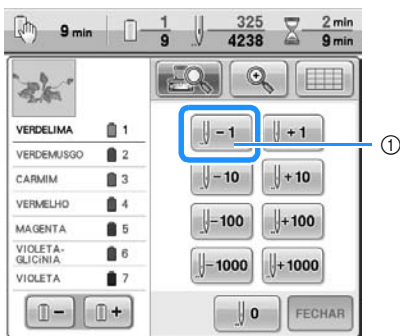 9 min 1 325 2 min
9 4238 9 min
VERDELIMA 1
VERDEMUSGO 2
CARMIM 3
VERMELHO 4
MAGENTA 5
VIOLETA-
GLICÍNIA 6
VIOLETA 7
- 1 + 1 ①
- 10 + 10
-100 +100
-1000 +1000
- + 0 FECHAR